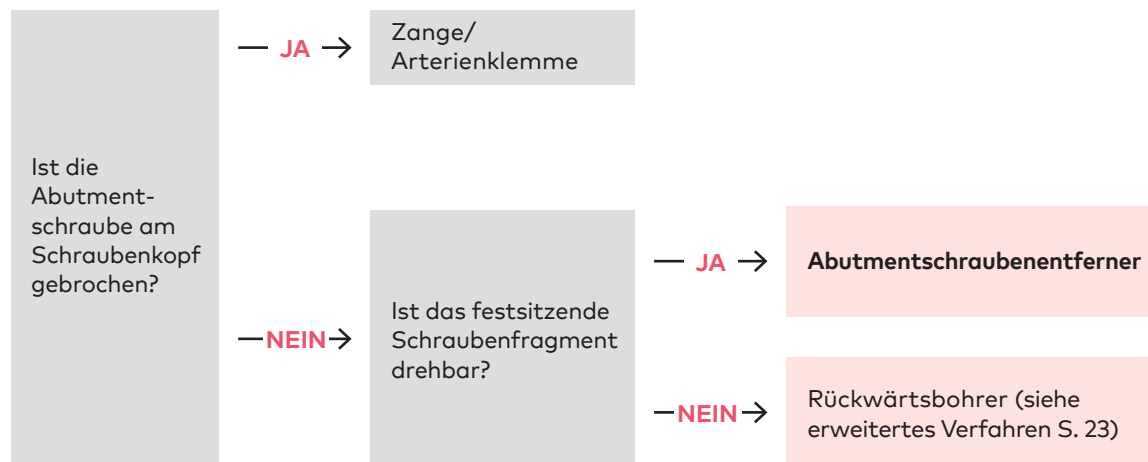 Ist die
Abutment-
schraube am
Schraubenkopf
gebrochen?
JA
Zange/
Arterienklemme
NEIN
Ist das festsitzende
Schraubenfragment
drehbar?
JA
Abutmentschraubenentferner
NEIN
Rückwärtsbohrer (siehe
erweitertes Verfahren S. 23)